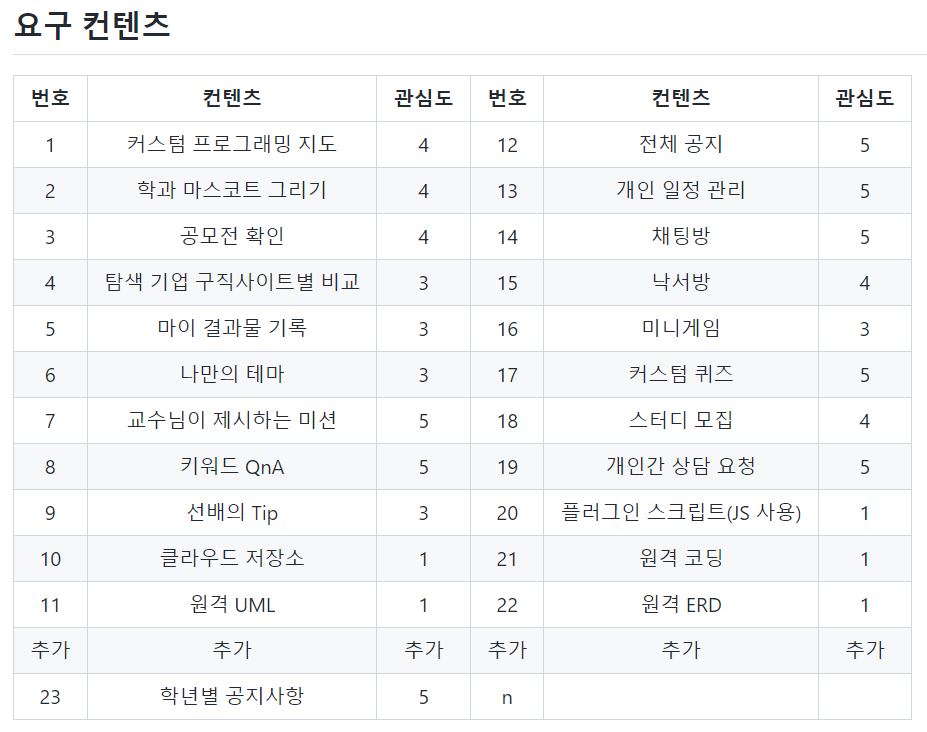 요구 컨텐츠
번호 컨텐츠 관심도 번호 컨텐츠 관심도
1 커스텀 프로그래밍 지도 4 12 전체 공지 5
2 학과 마스코트 그리기 4 13 개인 일정 관리 5
3 공모전 확인 4 14 채팅방 5
4 탐색 기업 구직사이트별 비교 3 15 낙서방 4
5 마이 결과물 기록 3 16 미니게임 3
6 나만의 테마 3 17 커스텀 퀴즈 5
7 교수님이 제시하는 미션 5 18 스터디 모집 4
8 키워드 QnA 5 19 개인간 상담 요청 5
9 선배의 Tip 3 20 플러그인 스크립트(JS 사용) 1
10 클라우드 저장소 1 21 원격 코딩 1
11 원격 UML 1 22 원격 ERD 1
추가 추가 추가 추가 추가 추가
23 학년별 공지사항 5 n